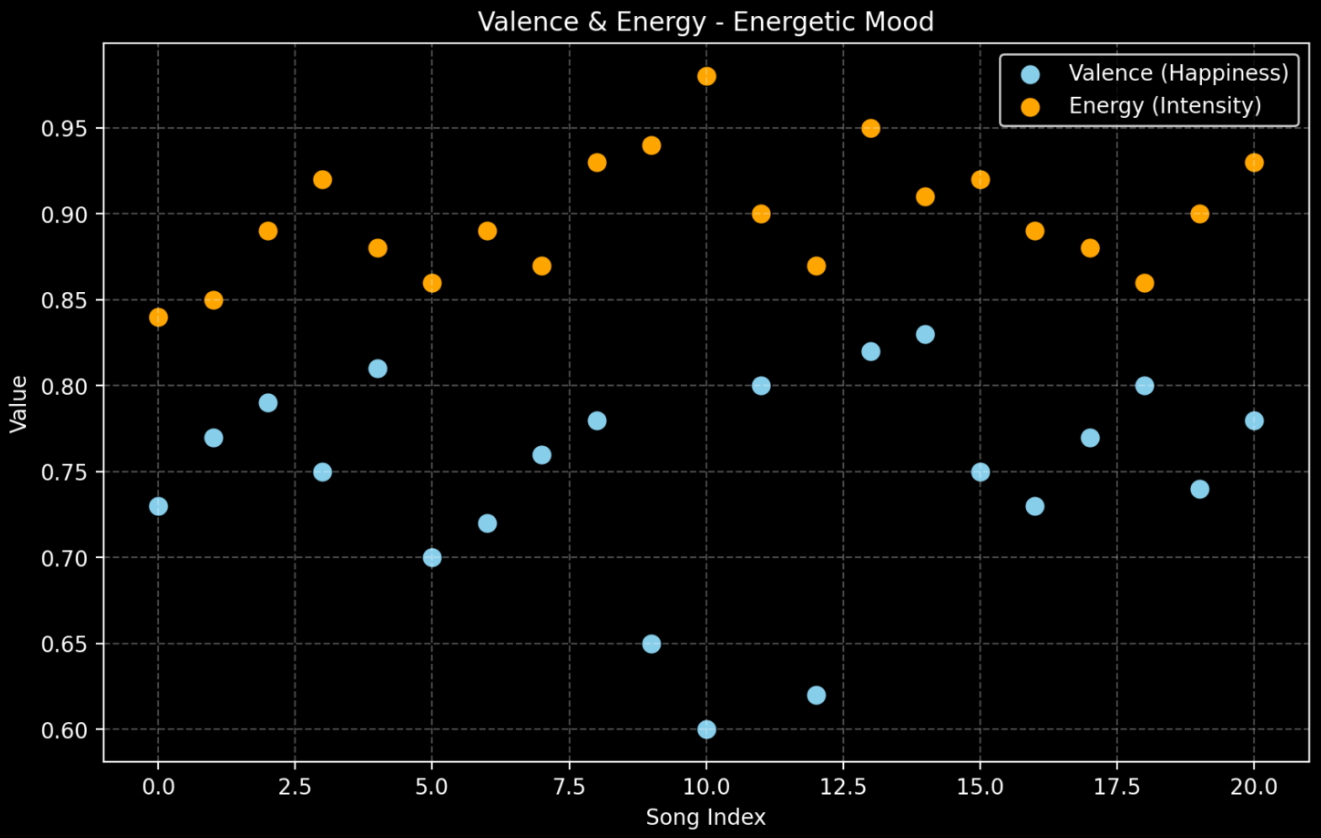 Valence & Energy - Energetic Mood
Valence (Happiness)
Energy (Intensity)
Value
0.95
0.90
0.85
0.80
0.75
0.70
0.65
0.60
0.0 2.5 5.0 7.5 10.0 12.5 15.0 17.5 20.0
Song Index